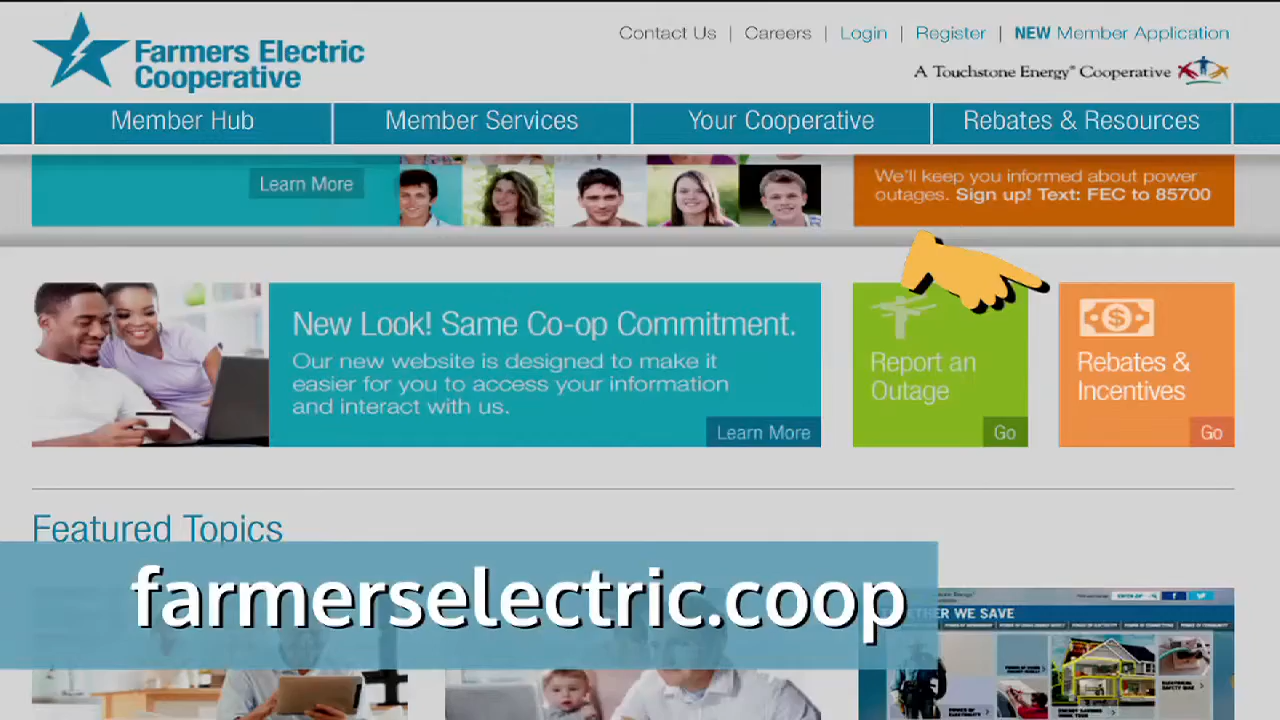 Contact Us | Careers | Login | Register | NEW Member Application
Farmers Electric
Cooperative
A Touchstone Energy® Cooperative
Member Hub
Member Services
Your Cooperative
Rebates & Resources
Learn More
We'll keep you informed about power
outages. Sign up! Text: FEC to 85700
New Look! Same Co-op Commitment.
Our new website is designed to make it
easier for you to access your information
and interact with us.
Learn More
Report an
Outage
Go
Rebates &
Incentives
Go
Featured Topics
farmerselectric.coop
WE SAVE